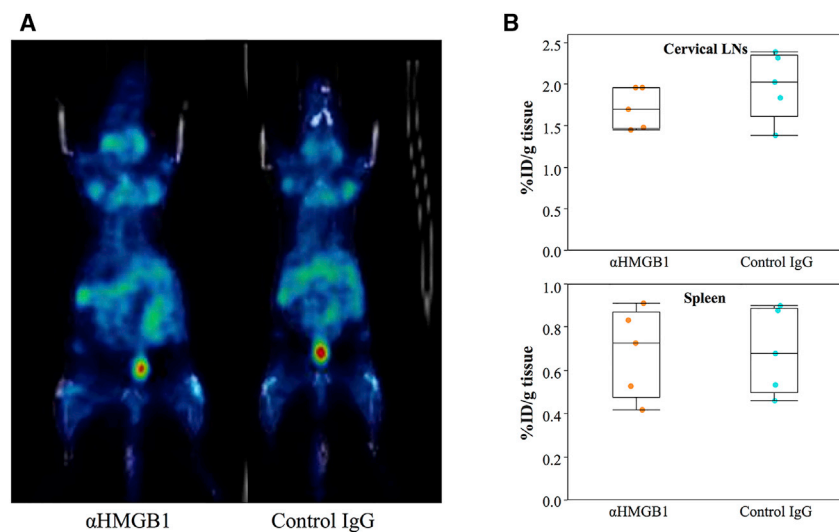 A
αHMGB1
Control IgG
B
Cervical LNs
%ID/g tissue
2.5
2.0
1.5
1.0
0.5
0.0
αHMGB1
Control IgG
Spleen
%ID/g tissue
1.0
0.8
0.6
0.4
0.2
0.0
αHMGB1
Control IgG